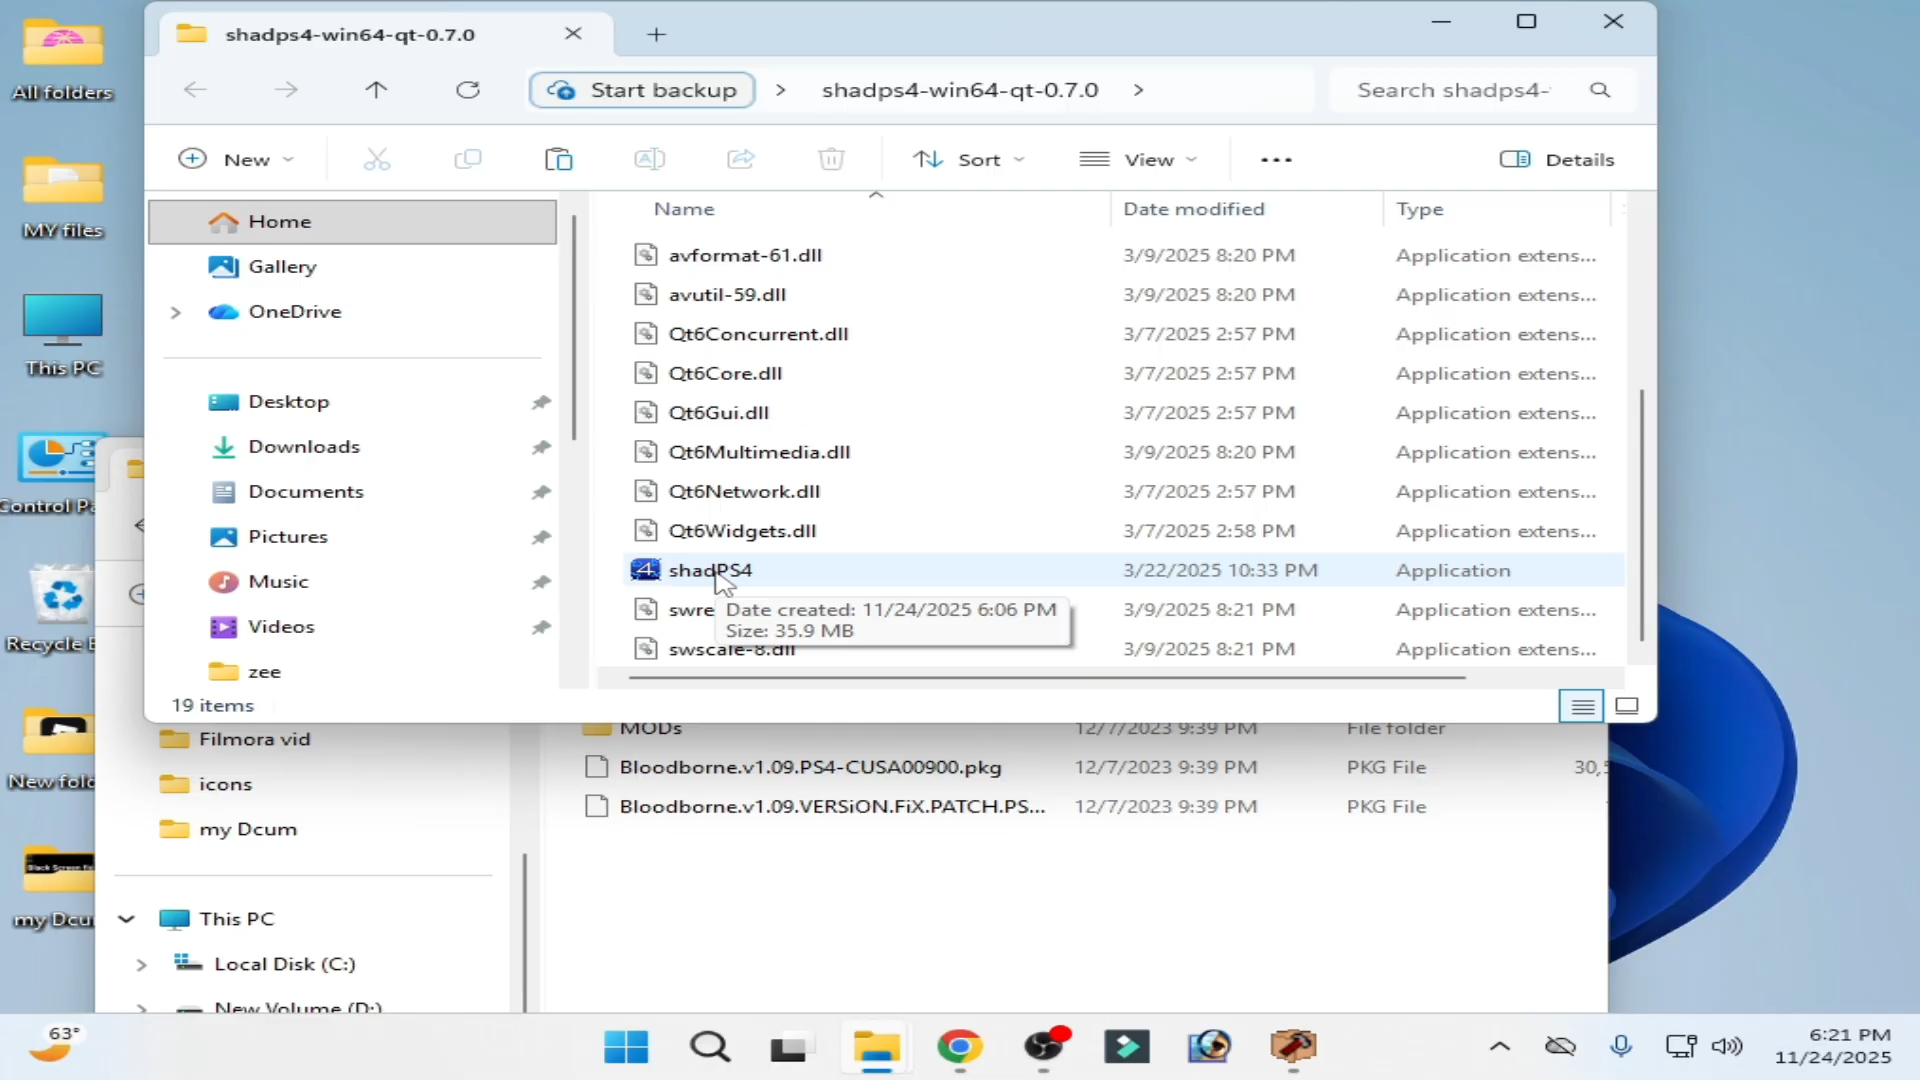 All folders
MY files
This PC
Control
Recycle
shadps4-win64-qt-0.7.0
Start backup
shadps4-win64-qt-0.7.0
Search shadps4-
New
Sort
View
Details
Home
Gallery
OneDrive
Desktop
Downloads
Documents
Pictures
Music
Videos
zee
Name Date modified Type
avformat-61.dll 3/9/2025 8:20 PM Application extens...
avutil-59.dll 3/9/2025 8:20 PM Application extens...
Qt6Concurrent.dll 3/7/2025 2:57 PM Application extens...
Qt6Core.dll 3/7/2025 2:57 PM Application extens...
Qt6Gui.dll 3/7/2025 2:57 PM Application extens...
Qt6Multimedia.dll 3/9/2025 8:20 PM Application extens...
Qt6Network.dll 3/7/2025 2:57 PM Application extens...
Qt6Widgets.dll 3/7/2025 2:58 PM Application extens...
shadPS4 3/22/2025 10:33 PM Application
swre 3/9/2025 8:21 PM Application extens...
Date created: 11/24/2025 6:06 PM
Size: 35.9 MB
swscale-8.dll 3/9/2025 8:21 PM Application extens...
19 items
New fold
my Dcu
Filmora vid
icons
my Dcum
This PC
Local Disk (C:)
New Volume (D:)
MODs 12/7/2023 9:39 PM File folder
Bloodborne.v1.09.PS4-CUSA00900.pkg 12/7/2023 9:39 PM PKG File 30,
Bloodborne.v1.09.VERSiON.FiX.PATCH.PS... 12/7/2023 9:39 PM PKG File
63°
6:21 PM
11/24/2025